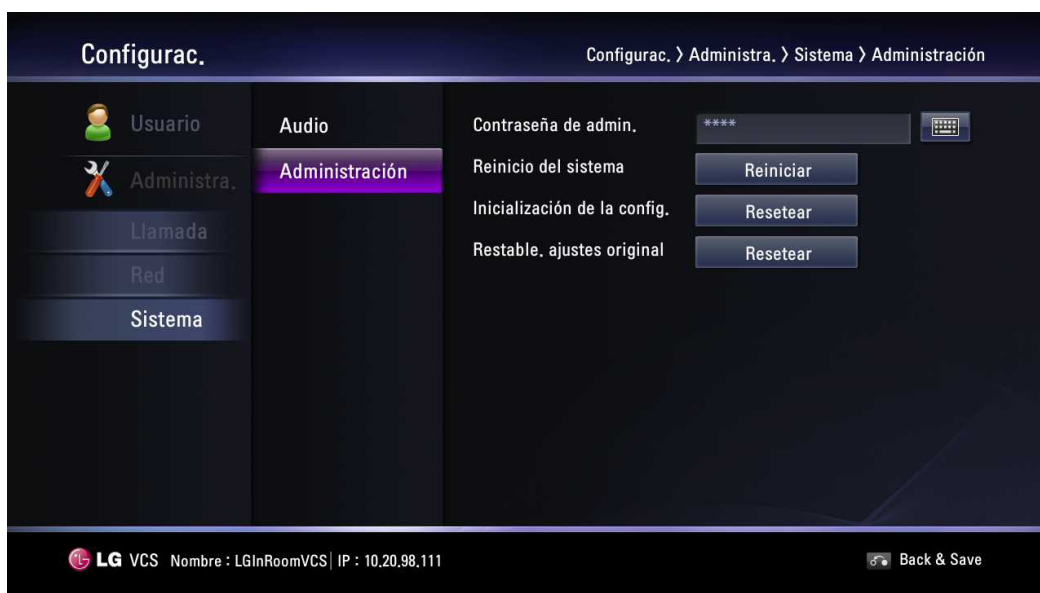 Configurac.
Configurac. 〉 Administra. 〉 Sistema 〉 Administración
Usuario
Administra.
Llamada
Red
Sistema
Audio
Administración
Contraseña de admin. ****
Reinicio del sistema Reiniciar
Inicialización de la config. Resetear
Restable. ajustes original Resetear
LG VCS Nombre : LGInRoomVCS| IP : 10.20.98.111
Back & Save